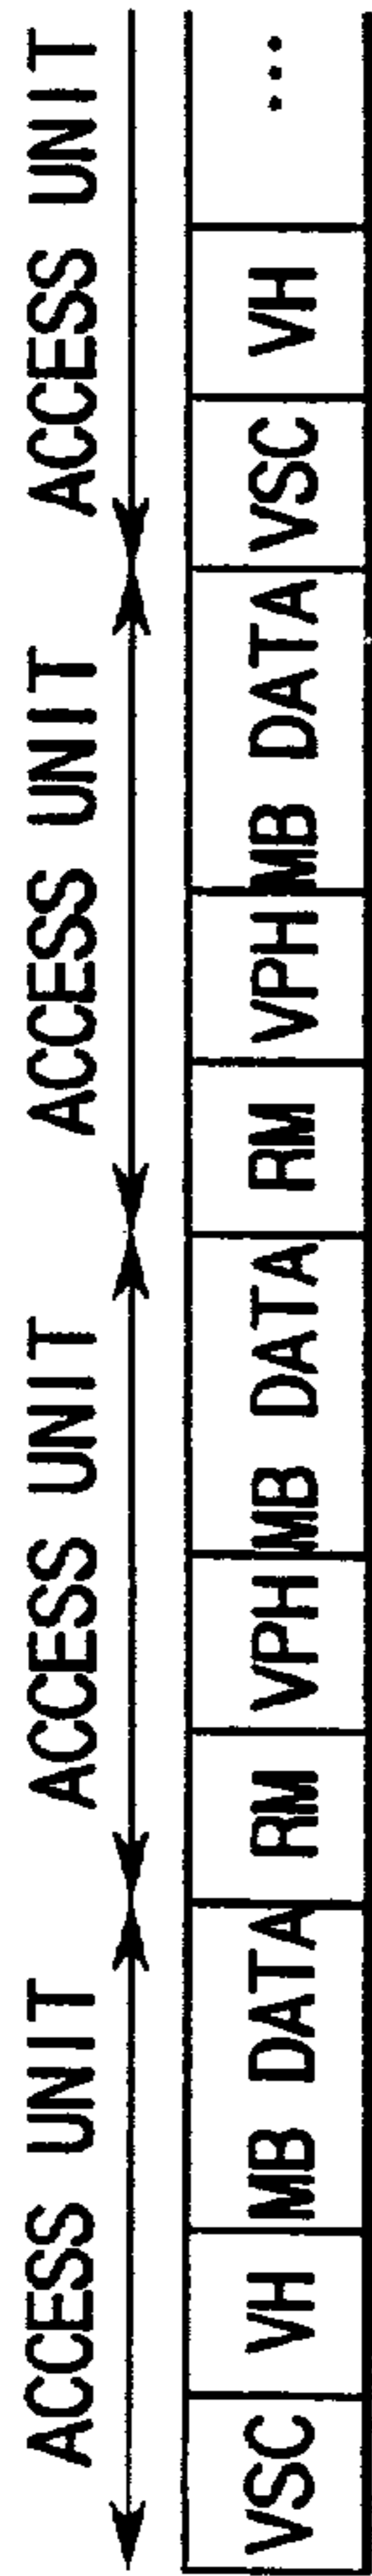 ACCESS UNIT ACCESS UNIT ACCESS UNIT ACCESS UNIT
VSC VH MB DATA RM VPH MB DATA RM VPH MB DATA VSC VH ...